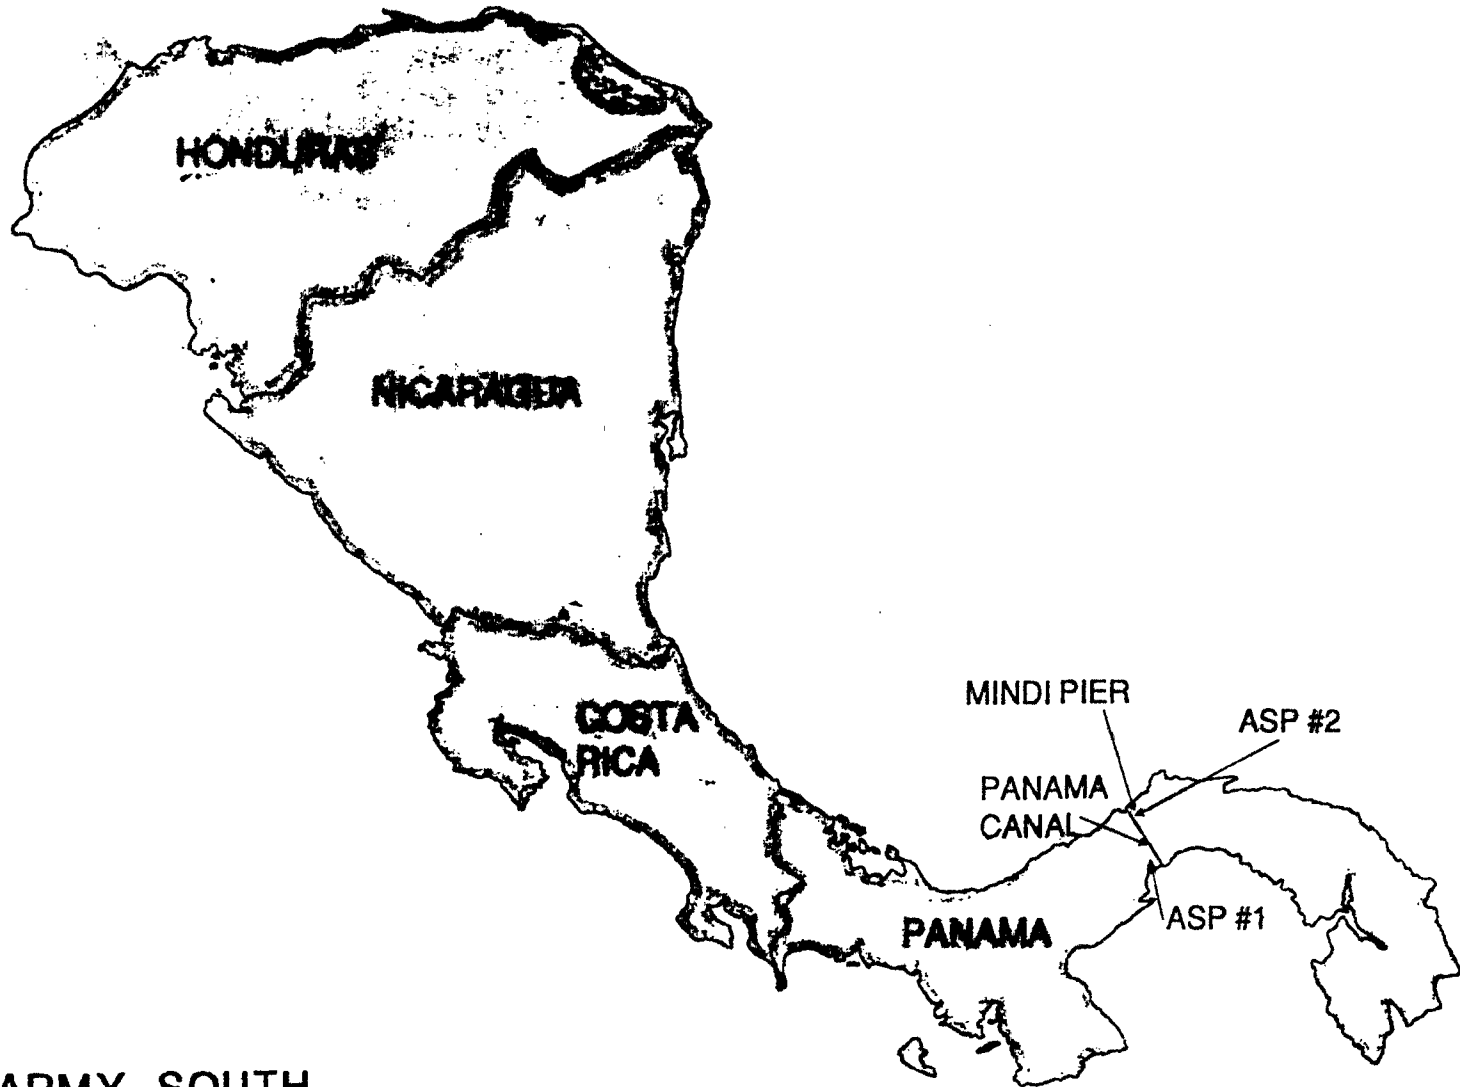 HONDURAS
NICARAGUA
COSTA
RICA
MINDI PIER
ASP #2
PANAMA
CANAL
ASP #1
PANAMA
ARMY SOUTH